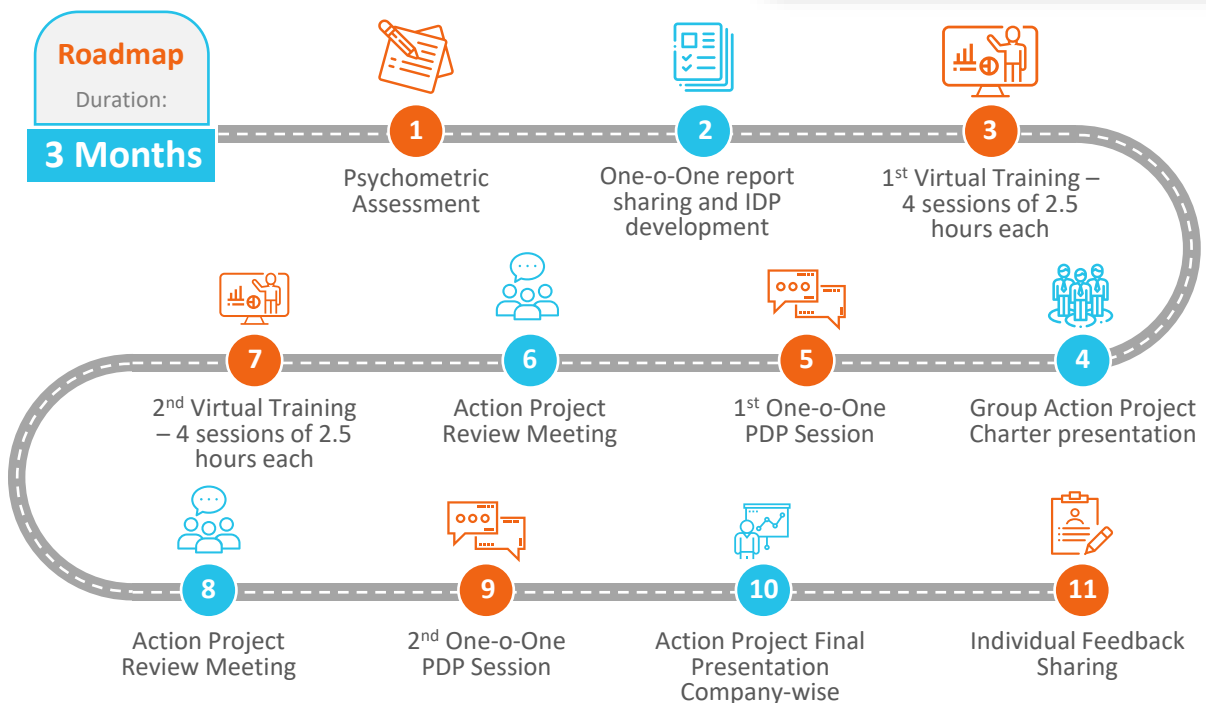 Roadmap
Duration:
3 Months
1
Psychometric
Assessment
2
One-o-One report
sharing and IDP
development
3
1st Virtual Training –
4 sessions of 2.5
hours each
4
Group Action Project
Charter presentation
5
1st One-o-One
PDP Session
6
Action Project
Review Meeting
7
2nd Virtual Training
– 4 sessions of 2.5
hours each
8
Action Project
Review Meeting
9
2nd One-o-One
PDP Session
10
Action Project Final
Presentation
Company-wise
11
Individual Feedback
Sharing